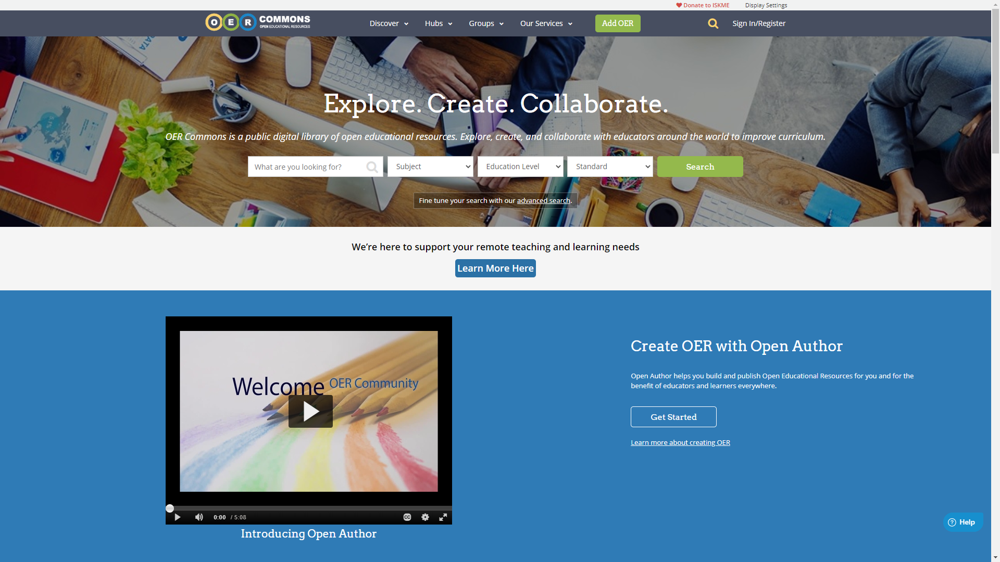 Donate to ISKME
Display Settings
OER COMMONS
OPEN EDUCATIONAL RESOURCES
Discover
Hubs
Groups
Our Services
Add OER
Sign In/Register
DATA
Explore. Create. Collaborate.
OER Commons is a public digital library of open educational resources. Explore, create, and collaborate with educators around the world to improve curriculum.
What are you looking for?
Subject
Education Level
Standard
Search
Fine tune your search with our advanced search.
We’re here to support your remote teaching and learning needs
Learn More Here
Welcome OER Community
0:00 / 5:08
CC
Introducing Open Author
Create OER with Open Author
Open Author helps you build and publish Open Educational Resources for you and for the
benefit of educators and learners everywhere.
Get Started
Learn more about creating OER
? Help